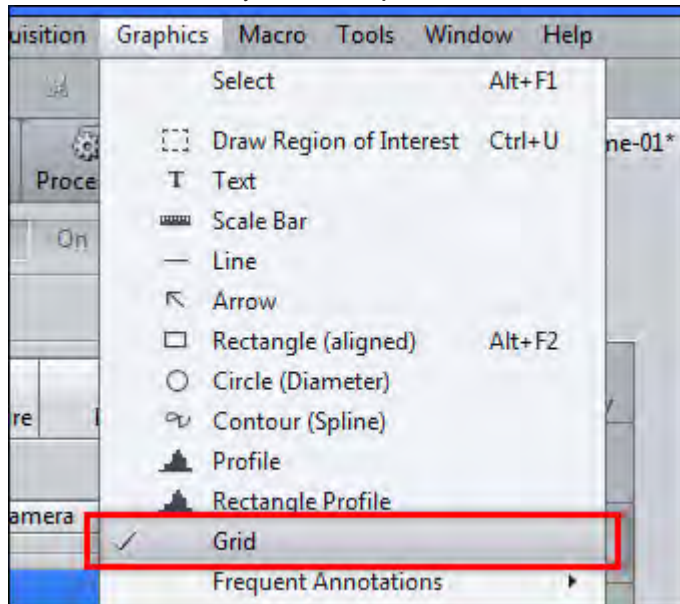 uisition Graphics Macro Tools Window Help
Select Alt+F1
Draw Region of Interest Ctrl+U
ne-01*
Proce
T Text
Scale Bar
On
Line
Arrow
Rectangle (aligned) Alt+F2
Circle (Diameter)
re
Contour (Spline)
Profile
Rectangle Profile
amera
Grid
Frequent Annotations